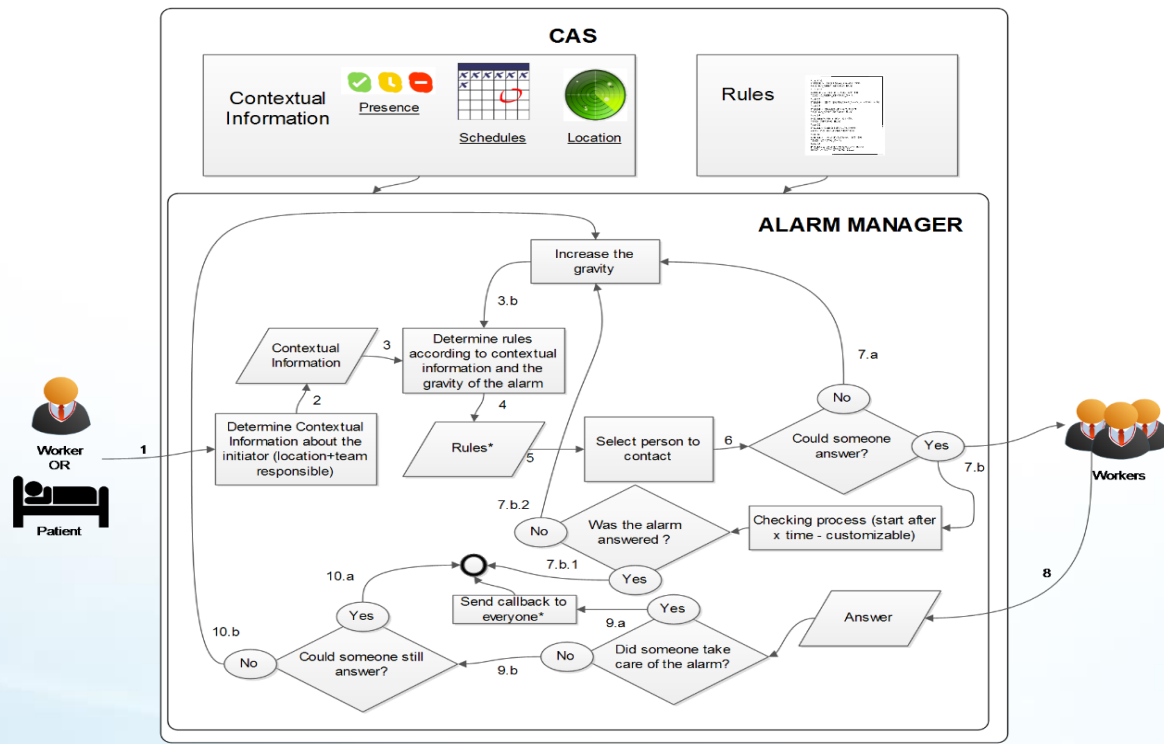 CAS
Contextual
Information
Presence
Schedules
Location
Rules
ALARM MANAGER
Increase the
gravity
3.b
Contextual
Information
3
Determine rules
according to contextual
information and the
gravity of the alarm
7.a
2
4
No
Worker
OR
Patient
1
Determine Contextual
Information about the
initiator (location+team
responsible)
Rules*
5
Select person to
contact
6
Could someone
answer?
Yes
7.b
Workers
7.b.2
No
Was the alarm
answered ?
Yes
Checking process (start after
x time - customizable)
7.b.1
8
10.a
Yes
Send callback to
everyone*
9.a
Yes
Answer
10.b
No
Could someone still
answer?
9.b
No
Did someone take
care of the alarm?